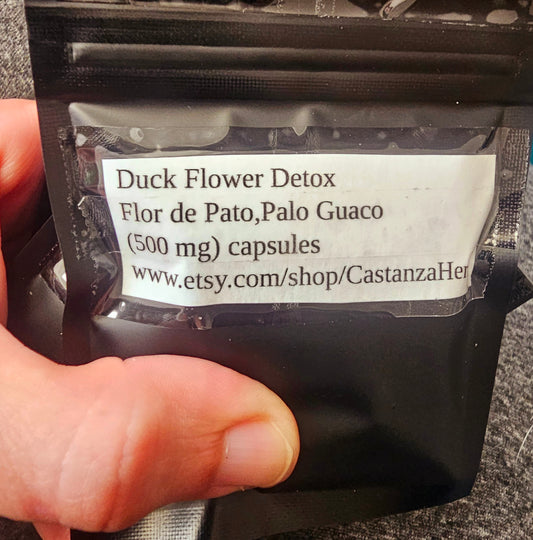 Duck Flower Detox
Flor de Pato,Palo Guaco
(500 mg) capsules
www.etsy.com/shop/CastanzaHer